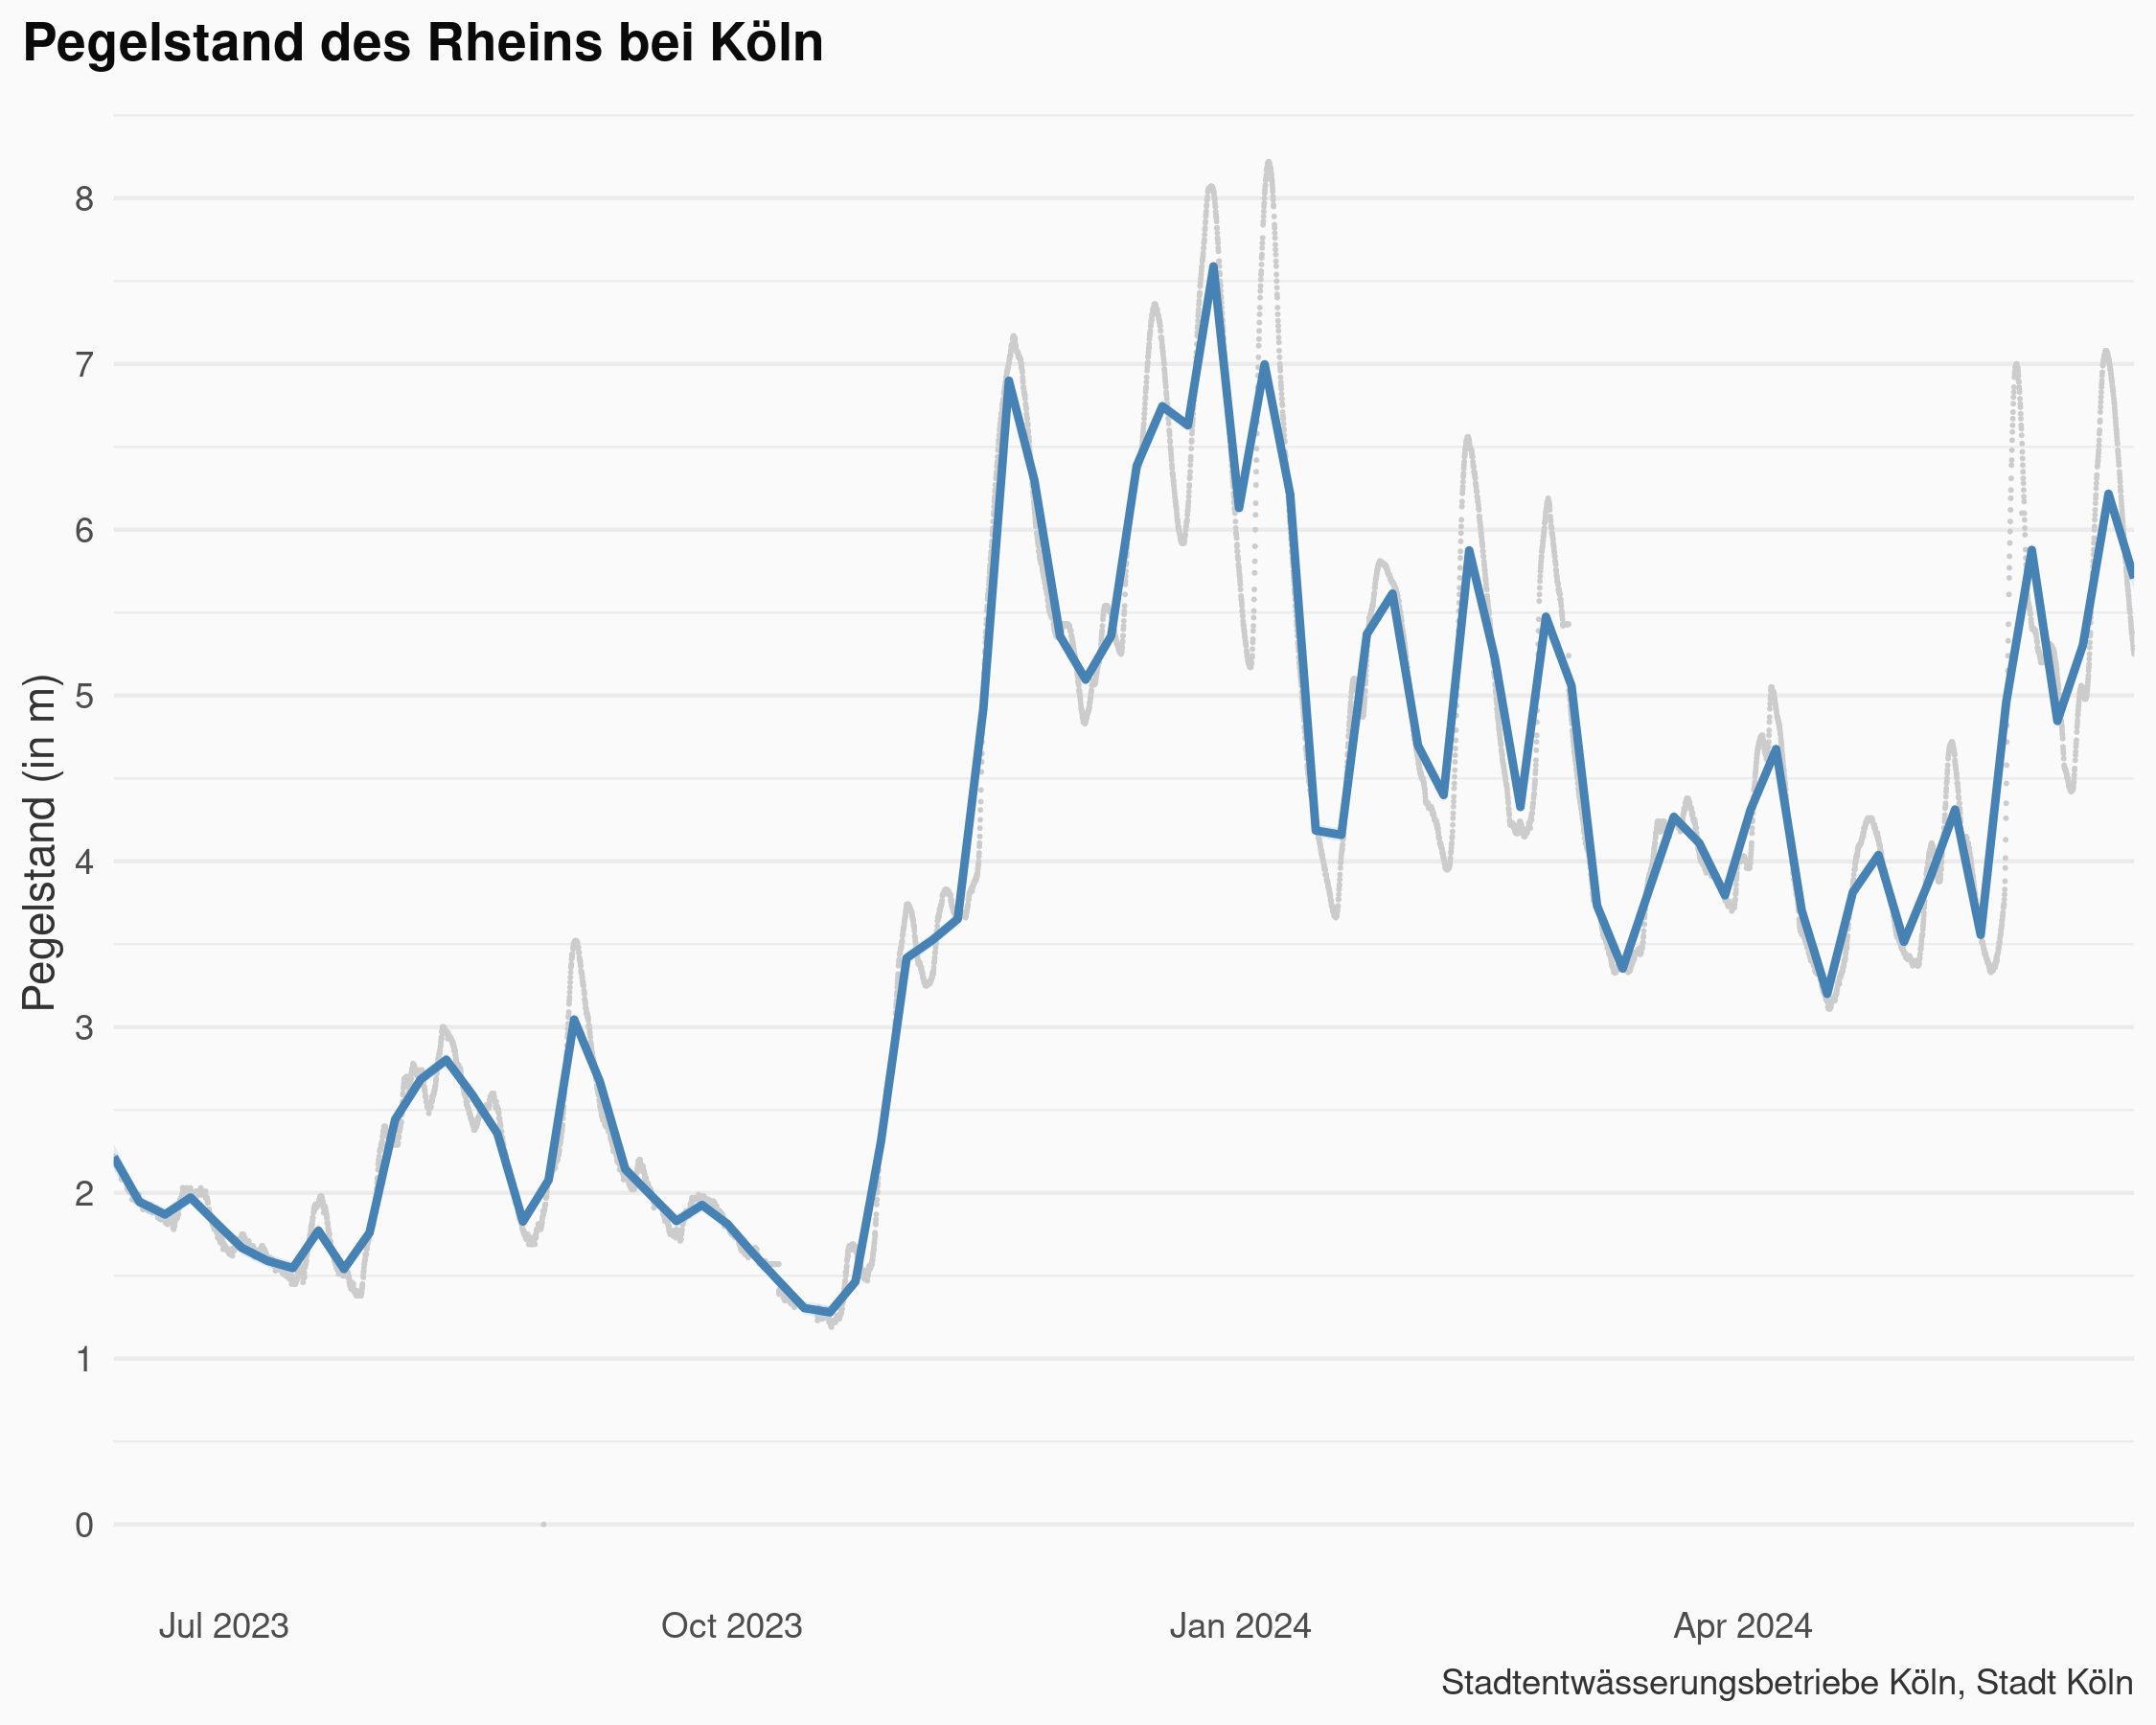 Pegelstand des Rheins bei Köln
Pegelstand (in m)
8
7
6
5
4
3
2
1
0
Jul 2023 Oct 2023 Jan 2024 Apr 2024
Stadtentwässerungsbetriebe Köln, Stadt Köln